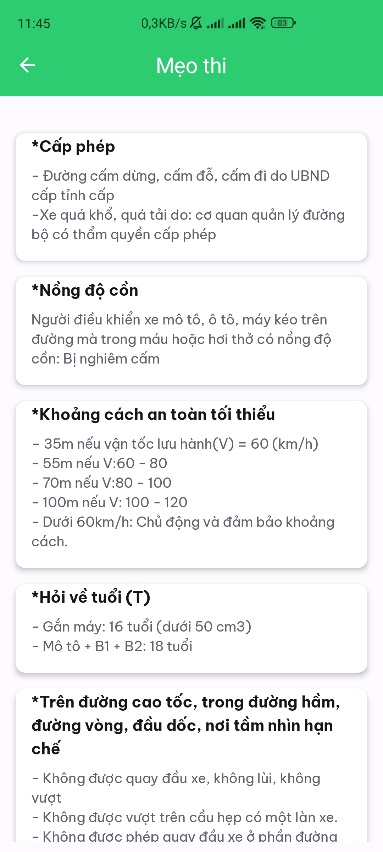 11:45
0,3KB/s
83
Mẹo thi
*Cấp phép
- Đường cấm dừng, cấm đỗ, cấm đi do UBND
cấp tỉnh cấp
-Xe quá khổ, quá tải do: cơ quan quản lý đường
bộ có thẩm quyền cấp phép
*Nồng độ cồn
Người điều khiển xe mô tô, ô tô, máy kéo trên
đường mà trong máu hoặc hơi thở có nồng độ
cồn: Bị nghiêm cấm
*Khoảng cách an toàn tối thiểu
- 35m nếu vận tốc lưu hành(V) = 60 (km/h)
- 55m nếu V:60 - 80
- 70m nếu V:80 - 100
- 100m nếu V: 100 - 120
- Dưới 60km/h: Chủ động và đảm bảo khoảng
cách.
*Hỏi về tuổi (T)
- Gắn máy: 16 tuổi (dưới 50 cm3)
- Mô tô + B1 + B2: 18 tuổi
*Trên đường cao tốc, trong đường hầm,
đường vòng, đầu dốc, nơi tầm nhìn hạn
chế
- Không được quay đầu xe, không lùi, không
vượt
- Không được vượt trên cầu hẹp có một làn xe.
- Không được phép quay đầu xe ở phần đường